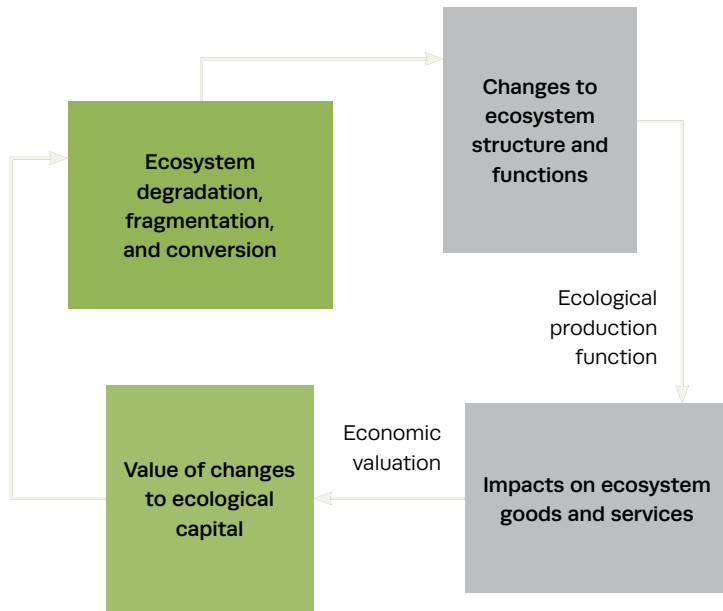 Changes to
ecosystem
structure and
functions
Ecosystem
degradation,
fragmentation,
and conversion
Ecological
production
function
Economic
valuation
Value of changes
to ecological
capital
Impacts on ecosystem
goods and services